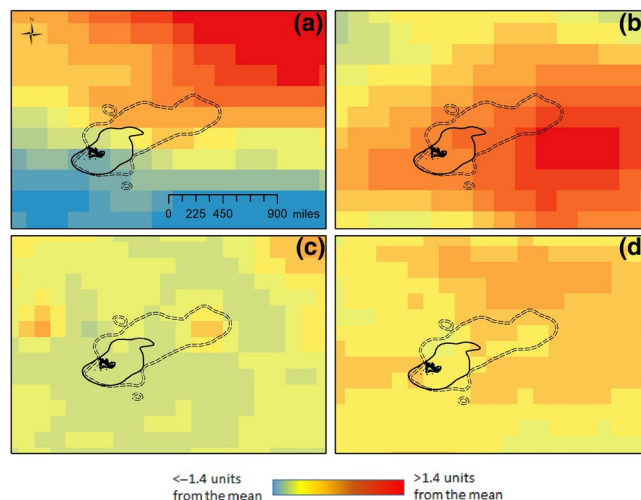 (a)
(b)
0 225 450 900 miles
(c)
(d)
<–1.4 units
from the mean
>1.4 units
from the mean